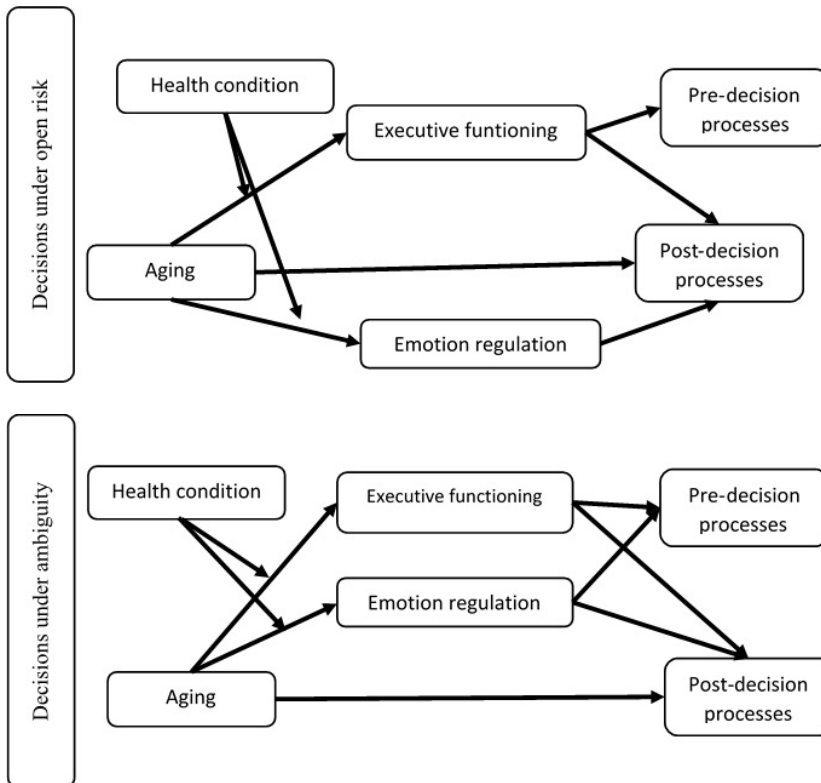 Decisions under open risk
Health condition
Executive funtioning
Pre-decision
processes
Aging
Post-decision
processes
Emotion regulation
Decisions under ambiguity
Health condition
Executive functioning
Pre-decision
processes
Emotion regulation
Aging
Post-decision
processes